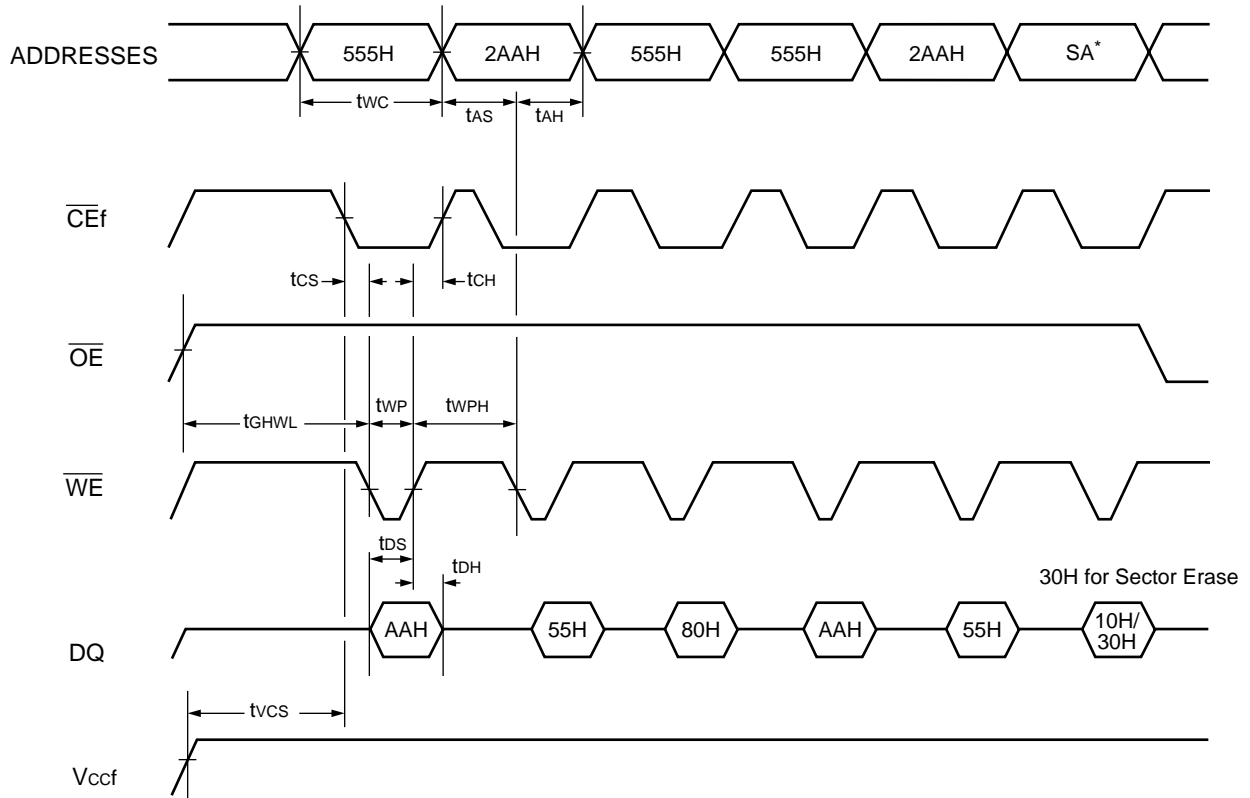 ADDRESSES 555H 2AAH 555H 555H 2AAH SA*
tWC tAS tAH
CEf
tCS tCH
OE
tGHWL tWP tWPH
WE
tDS
tDH
30H for Sector Erase
DQ AAH 55H 80H AAH 55H 10H/
30H
tVCS
VCCf